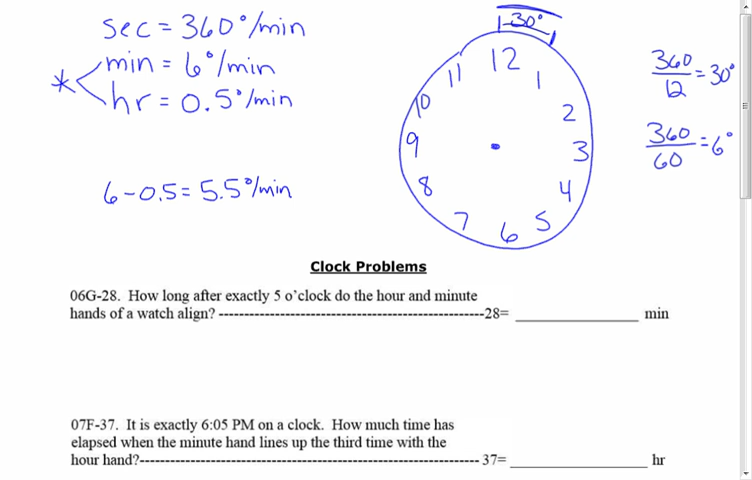 sec = 360°/min
min = 6°/min
* hr = 0.5°/min
6 - 0.5 = 5.5°/min
30°
12
1
2
3
4
5
6
7
8
9
10
11
360/12 = 30°
360/60 = 6°
Clock Problems
06G-28. How long after exactly 5 o'clock do the hour and minute
hands of a watch align? --------------------------------------------------28= ____________ min
07F-37. It is exactly 6:05 PM on a clock. How much time has
elapsed when the minute hand lines up the third time with the
hour hand?---------------------------------------------------------------- 37= _____________ hr